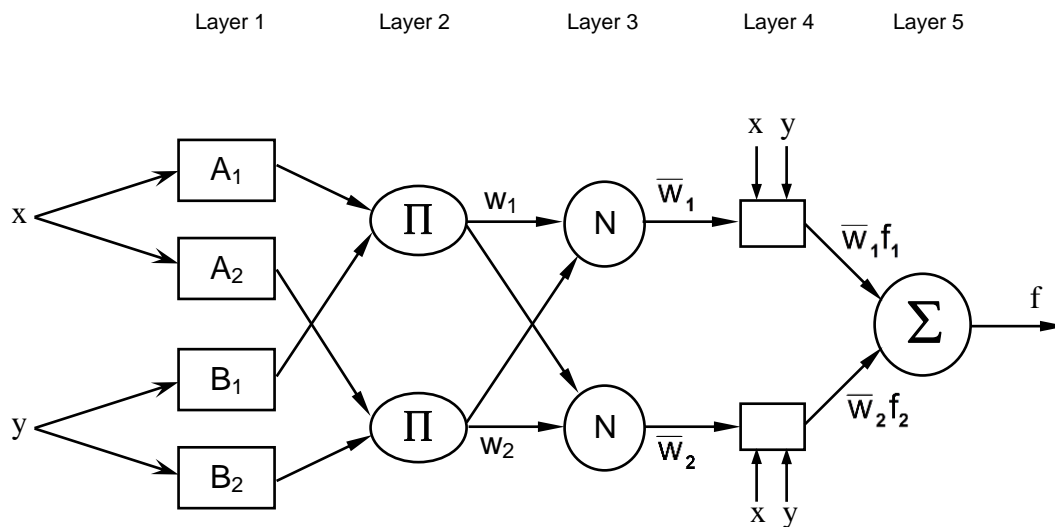 Layer 1 Layer 2 Layer 3 Layer 4 Layer 5
x y
A₁
x
Π w₁ N w̅₁
w̅₁f₁
A₂
f
Σ
B₁
w̅₂f₂
y
Π w₂ N w̅₂
B₂
x y